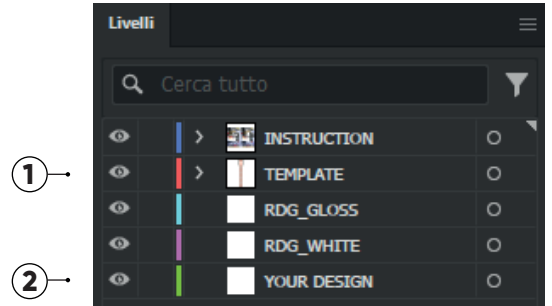 Livelli
Cerca tutto
INSTRUCTION
1 TEMPLATE
RDG_GLOSS
RDG_WHITE
2 YOUR DESIGN